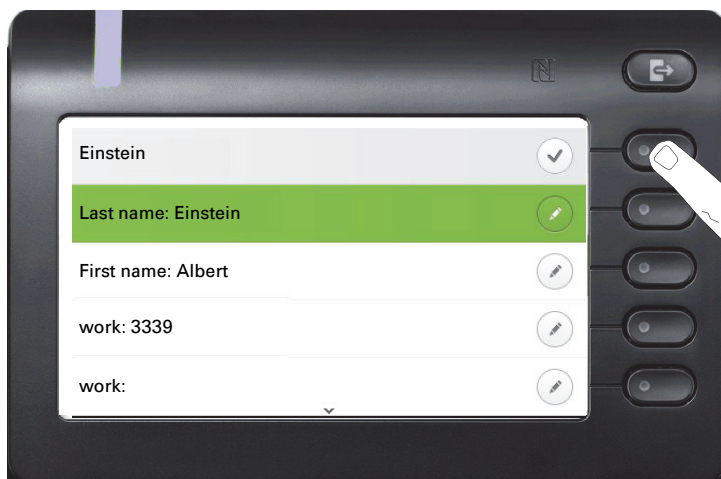 Einstein
Last name: Einstein
First name: Albert
work: 3339
work: